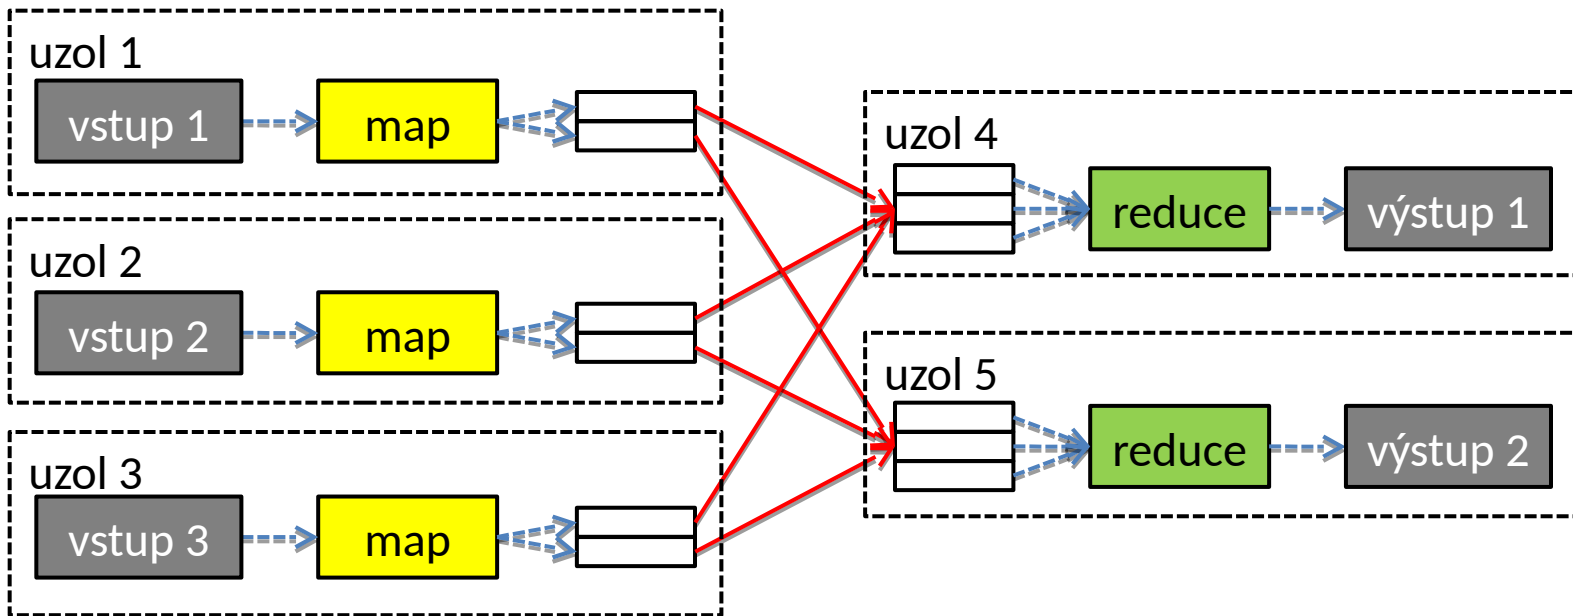 uzol 1
vstup 1
map
uzol 2
vstup 2
map
uzol 3
vstup 3
map
uzol 4
reduce
výstup 1
uzol 5
reduce
výstup 2